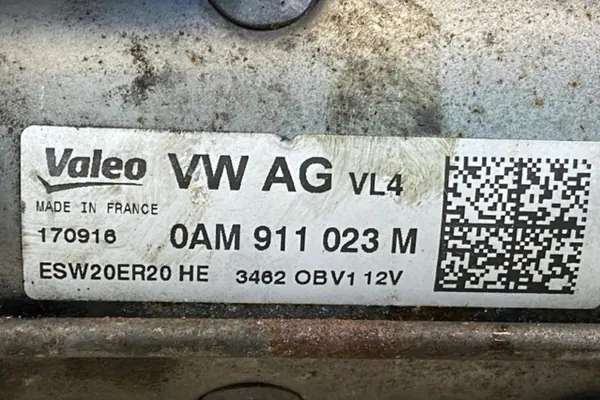 Valeo VW AG VL4
MADE IN FRANCE
170916 0AM 911 023 M
ESW20ER20 HE 3462 OBV1 12V